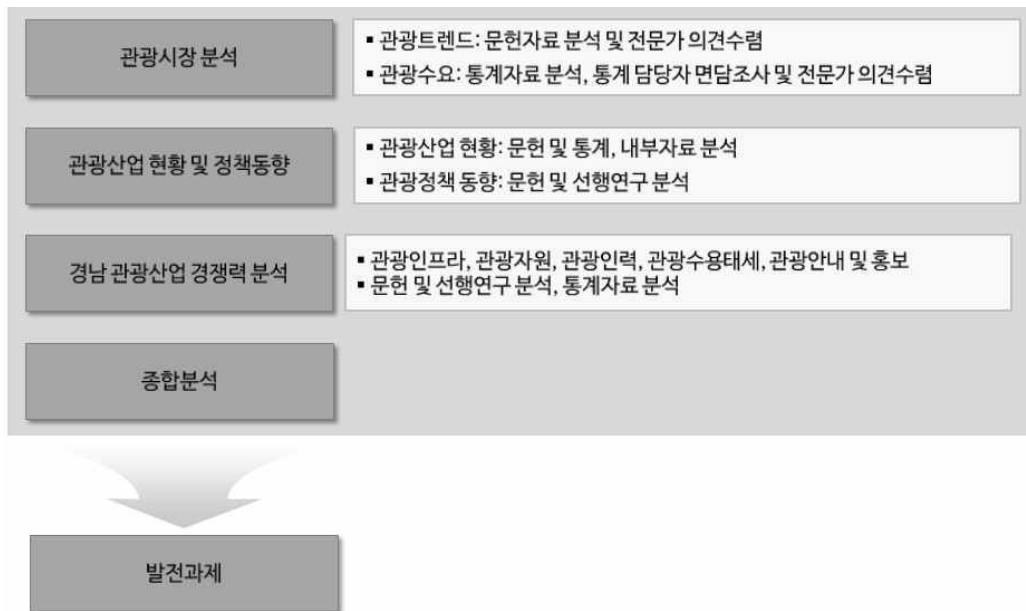 관광시장 분석
▪ 관광트렌드: 문헌자료 분석 및 전문가 의견수렴
▪ 관광수요: 통계자료 분석, 통계 담당자 면담조사 및 전문가 의견수렴
관광산업 현황 및 정책동향
▪ 관광산업 현황: 문헌 및 통계, 내부자료 분석
▪ 관광정책 동향: 문헌 및 선행연구 분석
경남 관광산업 경쟁력 분석
▪ 관광인프라, 관광자원, 관광인력, 관광수용태세, 관광안내 및 홍보
▪ 문헌 및 선행연구 분석, 통계자료 분석
종합분석
발전과제